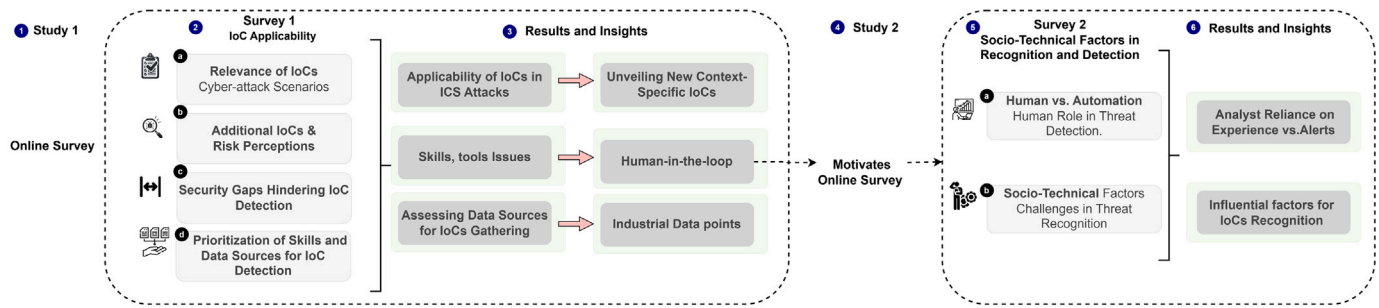 1 Study 1
Online Survey
2 Survey 1
IoC Applicability
a
Relevance of IoCs
Cyber-attack Scenarios
b
Additional IoCs &
Risk Perceptions
c
Security Gaps Hindering IoC
Detection
d
Prioritization of Skills and
Data Sources for IoC
Detection
3 Results and Insights
Applicability of IoCs in
ICS Attacks
Unveiling New Context-
Specific IoCs
Skills, tools Issues
Human-in-the-loop
Assessing Data Sources
for IoCs Gathering
Industrial Data points
4 Study 2
Motivates
Online Survey
5 Survey 2
Socio-Technical Factors in
Recognition and Detection
a
Human vs. Automation
Human Role in Threat
Detection.
b
Socio-Technical Factors
Challenges in Threat
Recognition
6 Results and Insights
Analyst Reliance on
Experience vs.Alerts
Influential factors for
IoCs Recognition